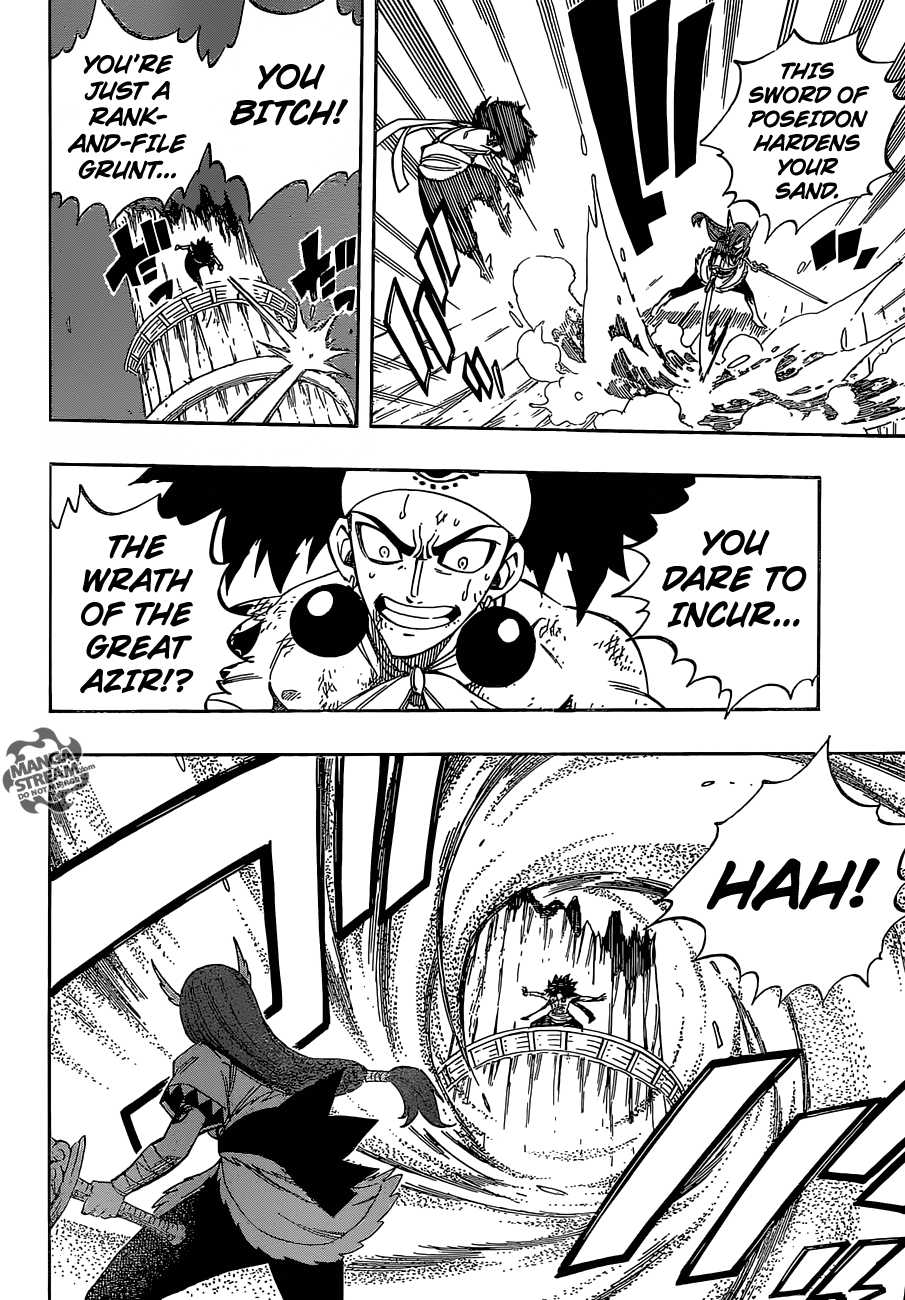 THIS
SWORD OF
POSEIDON
HARDENS
YOUR
SAND.
YOU
BITCH!
YOU'RE
JUST A
RANK-
AND-FILE
GRUNT...
YOU
DARE TO
INCUR...
THE
WRATH
OF THE
GREAT
AZIR!?
HAH!
MANGA
STREAM.com